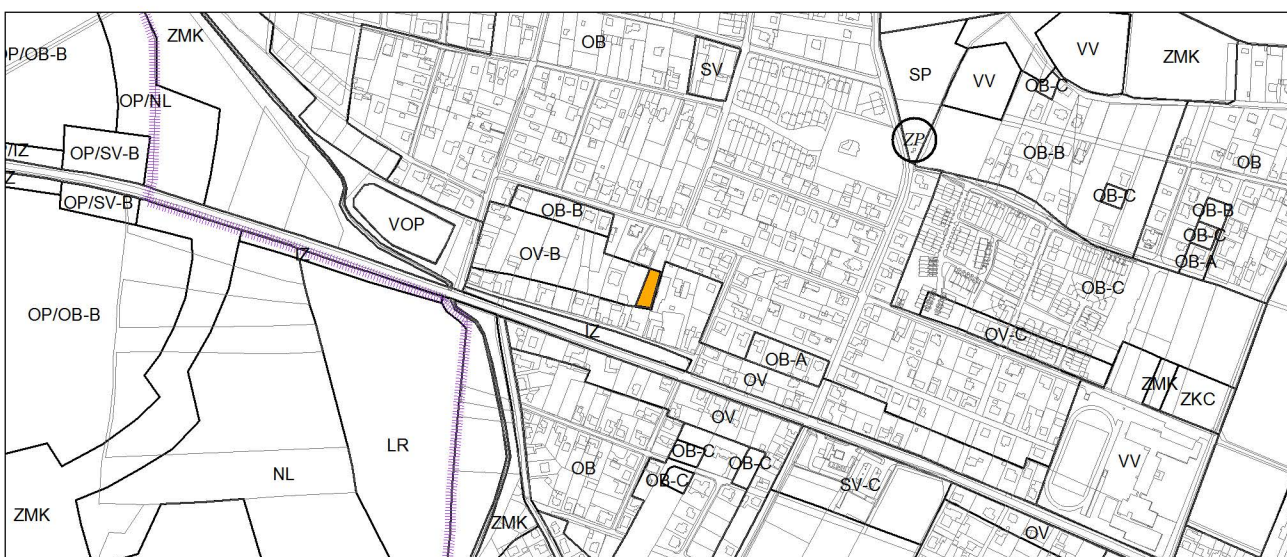 ZMK
OP/OB-B
OP/NL
OB
SV
SP
VV
VV
ZMK
OB-C
ZP
OB-B
OB
OP/SV-B
/IZ
Z
OP/SV-B
VOP
OB-B
OV-B
OB-C
OB-B
OB-C
OB-A
IZ
OB-C
OP/OB-B
IZ
OV-C
OB-A
OV
ZMK
ZKC
OV
LR
OB
OB-C
OB-C
OB-C
SV-C
VV
NL
ZMK
ZMK
OV